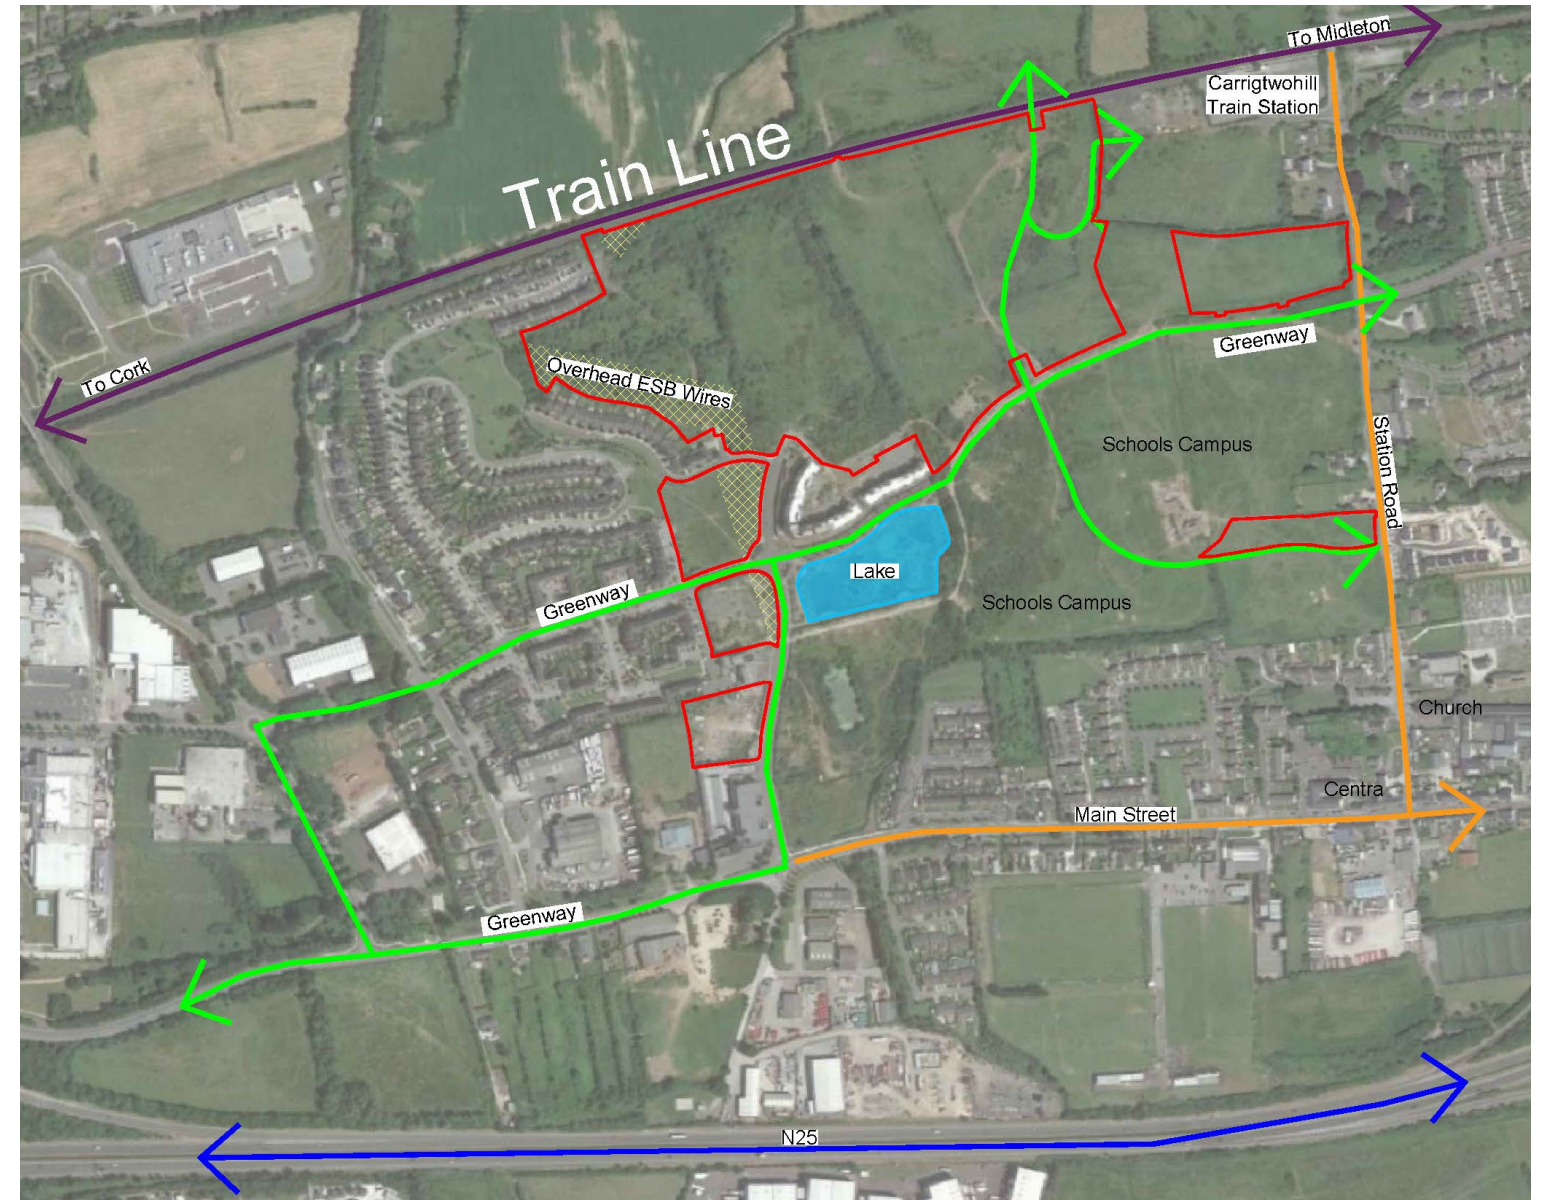 To Midleton
Carrigtwohill
Train Station
Train Line
Greenway
To Cork
Overhead ESB Wires
Schools Campus
Station Road
Lake
Greenway
Schools Campus
Church
Centra
Main Street
Greenway
N25